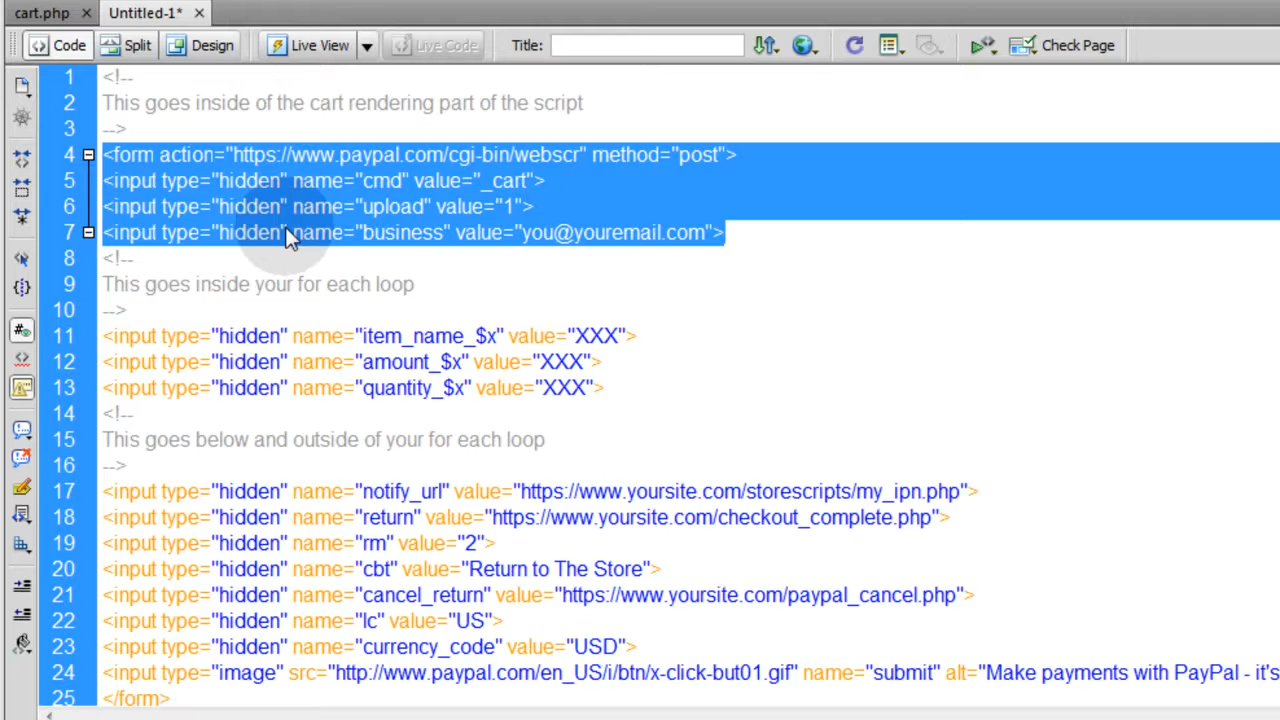 cart.php × Untitled-1* ×
Code Split Design Live View Live Code Title: Check Page
1 <!--
2 This goes inside of the cart rendering part of the script
3 -->
4 <form action="https://www.paypal.com/cgi-bin/webscr" method="post">
5 <input type="hidden" name="cmd" value="_cart">
6 <input type="hidden" name="upload" value="1">
7 <input type="hidden" name="business" value="you@youremail.com">
8 <!--
9 This goes inside your for each loop
10 -->
11 <input type="hidden" name="item_name_$x" value="XXX">
12 <input type="hidden" name="amount_$x" value="XXX">
13 <input type="hidden" name="quantity_$x" value="XXX">
14 <!--
15 This goes below and outside of your for each loop
16 -->
17 <input type="hidden" name="notify_url" value="https://www.yoursite.com/storescripts/my_ipn.php">
18 <input type="hidden" name="return" value="https://www.yoursite.com/checkout_complete.php">
19 <input type="hidden" name="rm" value="2">
20 <input type="hidden" name="cbt" value="Return to The Store">
21 <input type="hidden" name="cancel_return" value="https://www.yoursite.com/paypal_cancel.php">
22 <input type="hidden" name="lc" value="US">
23 <input type="hidden" name="currency_code" value="USD">
24 <input type="image" src="http://www.paypal.com/en_US/i/btn/x-click-but01.gif" name="submit" alt="Make payments with PayPal - it's
25 </form>